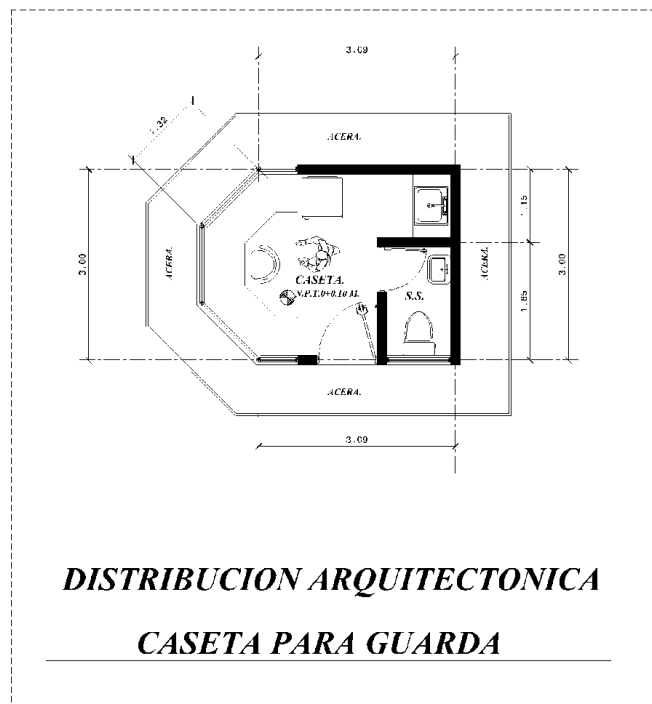 3.09
1.32
ACERA.
3.00
ACERA.
1.15
ACERA.
3.00
CASETA.
N.P.T.0+0.10 M.
S.S.
1.85
ACERA.
3.09
DISTRIBUCION ARQUITECTONICA
CASETA PARA GUARDA